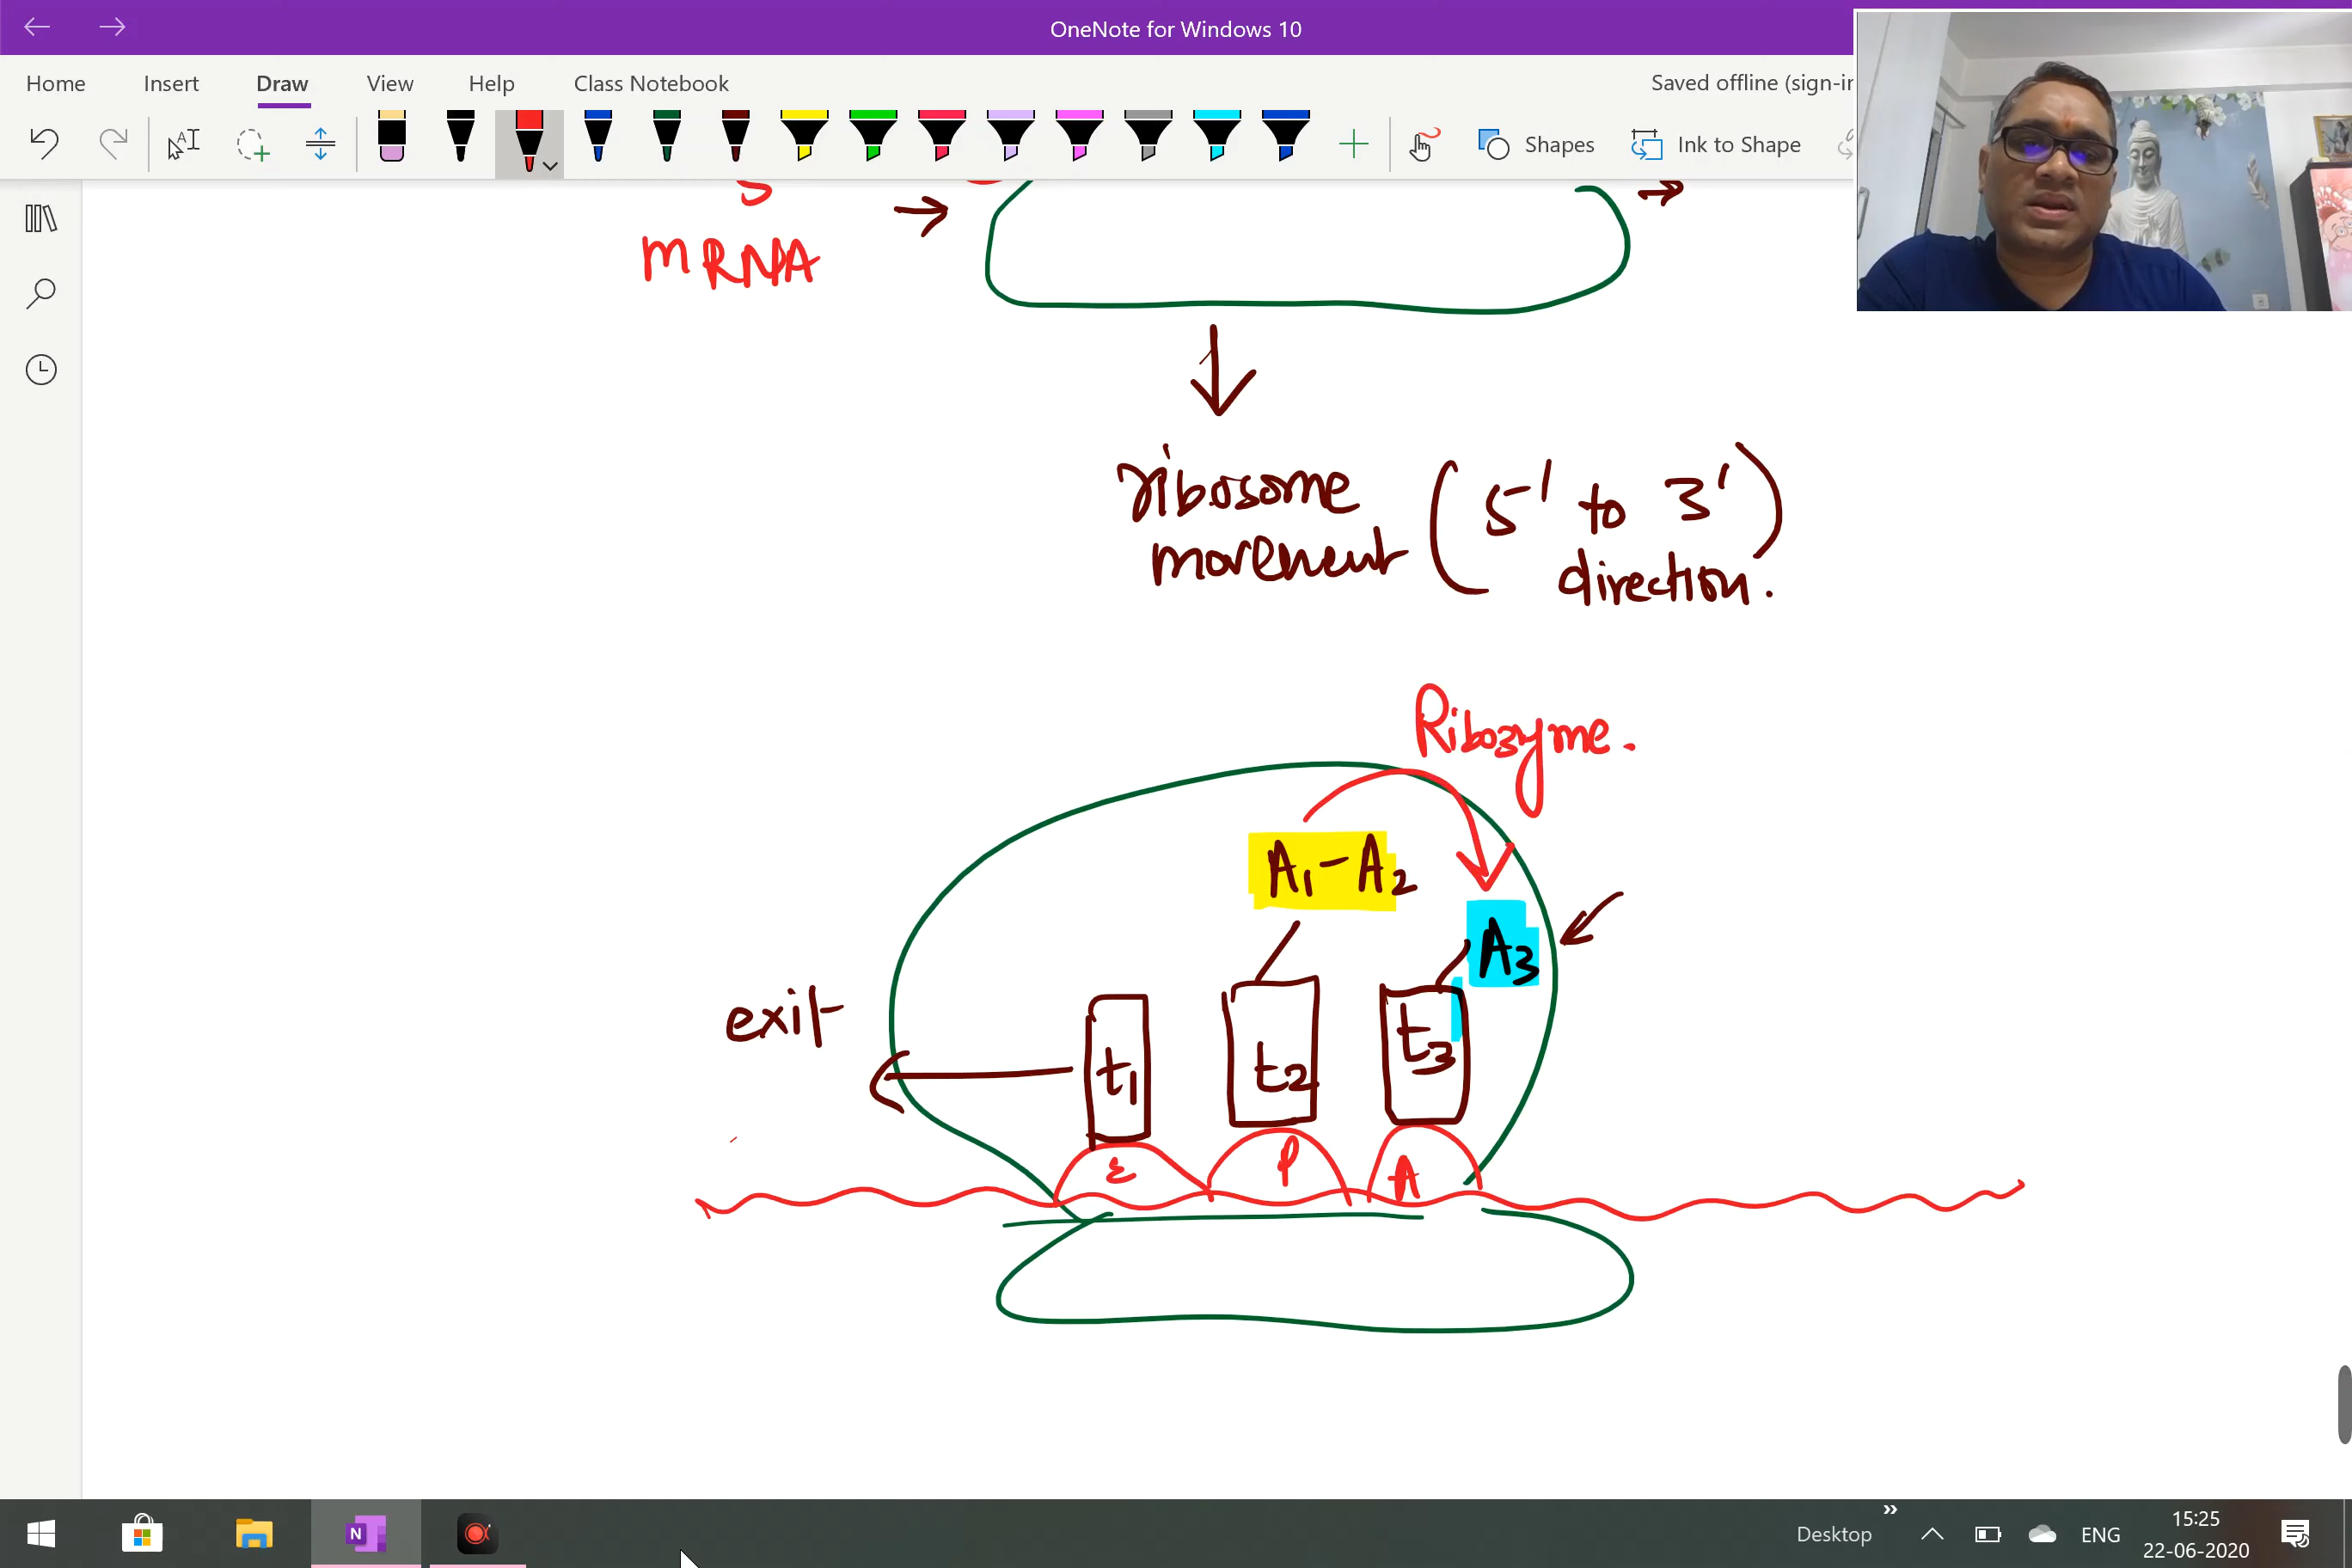 OneNote for Windows 10
Home Insert Draw View Help Class Notebook Saved offline (sign-in
Shapes Ink to Shape
mRNA
ribosome
movement (5' to 3')
direction.
Ribozyme.
A1-A2
A3
exit
t1 t2 t3
E P A
Desktop ENG 15:25
22-06-2020